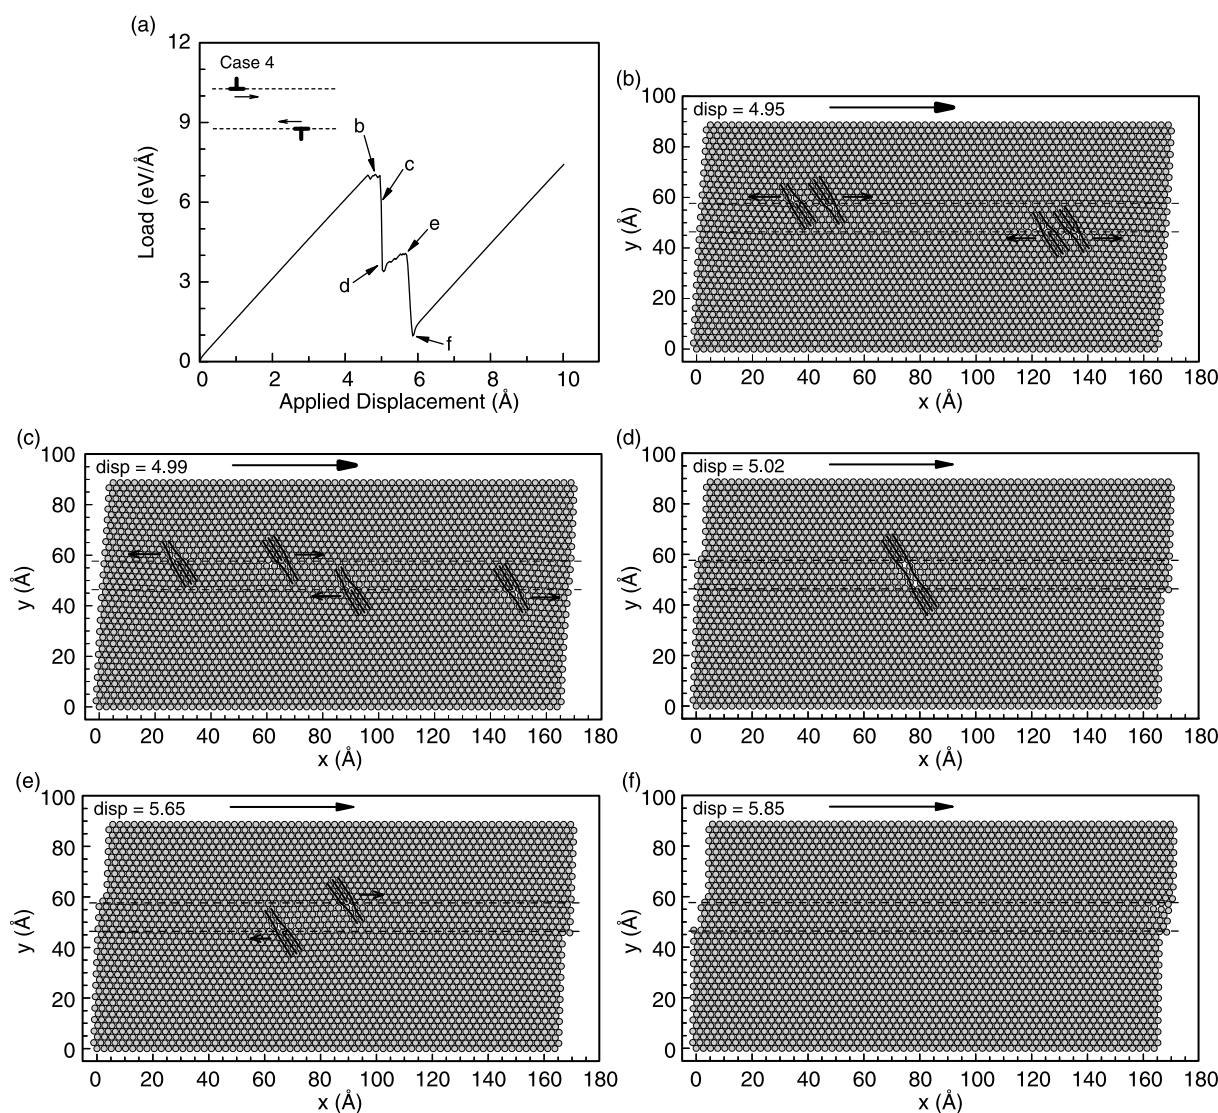 (a)
12
9
6
3
0
Load (eV/Å)
Case 4
b
c
d
e
f
0 2 4 6 8 10
Applied Displacement (Å)
(b)
disp = 4.95
100
80
60
40
20
0
y (Å)
0 20 40 60 80 100 120 140 160 180
x (Å)
(c)
disp = 4.99
100
80
60
40
20
0
y (Å)
0 20 40 60 80 100 120 140 160 180
x (Å)
(d)
disp = 5.02
100
80
60
40
20
0
y (Å)
0 20 40 60 80 100 120 140 160 180
x (Å)
(e)
disp = 5.65
100
80
60
40
20
0
y (Å)
0 20 40 60 80 100 120 140 160 180
x (Å)
(f)
disp = 5.85
100
80
60
40
20
0
y (Å)
0 20 40 60 80 100 120 140 160 180
x (Å)